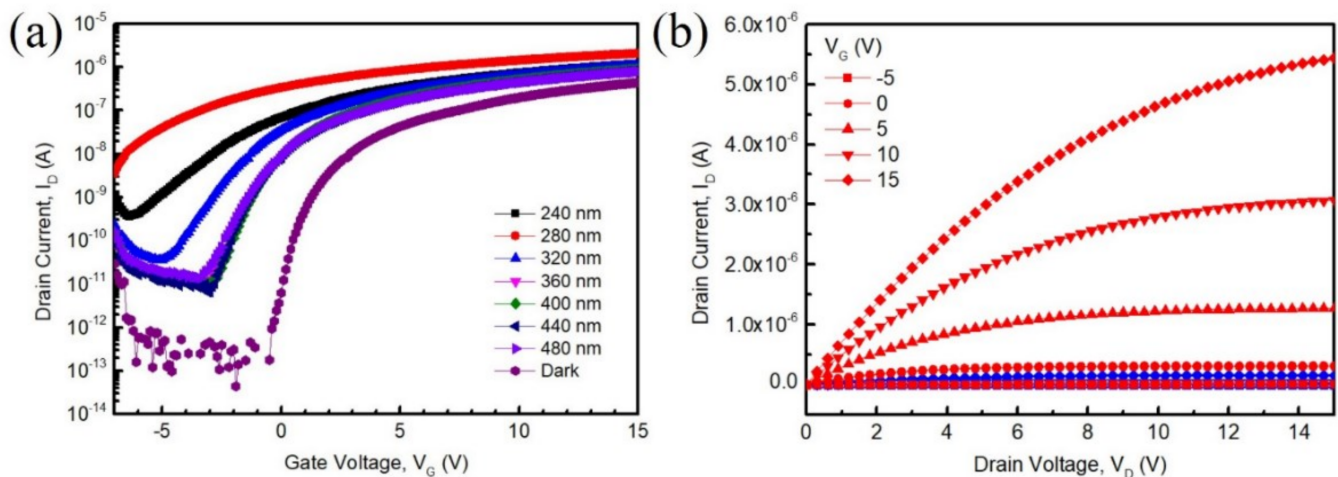 (a)
10⁻⁵
10⁻⁶
10⁻⁷
10⁻⁸
10⁻⁹
10⁻¹⁰
10⁻¹¹
10⁻¹²
10⁻¹³
10⁻¹⁴
Drain Current, I_D (A)
240 nm
280 nm
320 nm
360 nm
400 nm
440 nm
480 nm
Dark
-5 0 5 10 15
Gate Voltage, V_G (V)
(b)
6.0x10⁻⁶
5.0x10⁻⁶
4.0x10⁻⁶
3.0x10⁻⁶
2.0x10⁻⁶
1.0x10⁻⁶
0.0
Drain Current, I_D (A)
V_G (V)
-5
0
5
10
15
0 2 4 6 8 10 12 14
Drain Voltage, V_D (V)